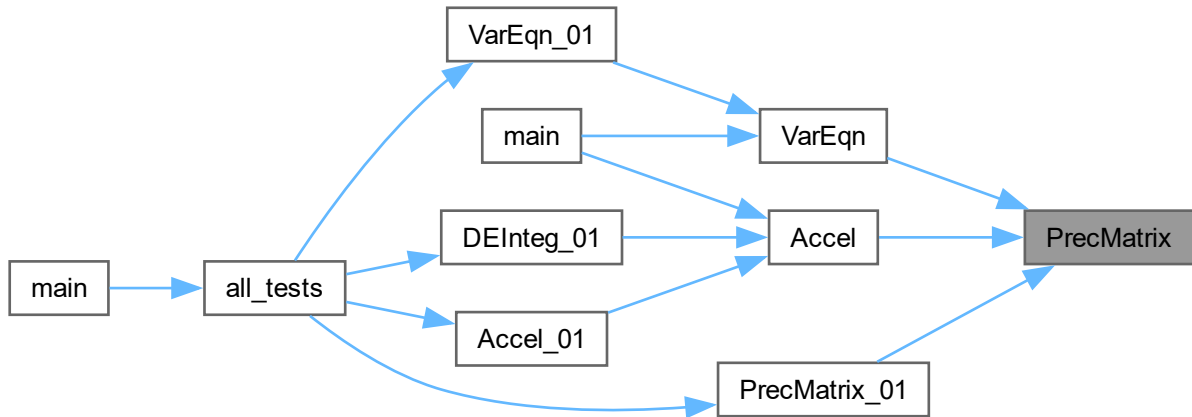 VarEqn_01
main
VarEqn
DEInteg_01
Accel
PrecMatrix
main
all_tests
Accel_01
PrecMatrix_01